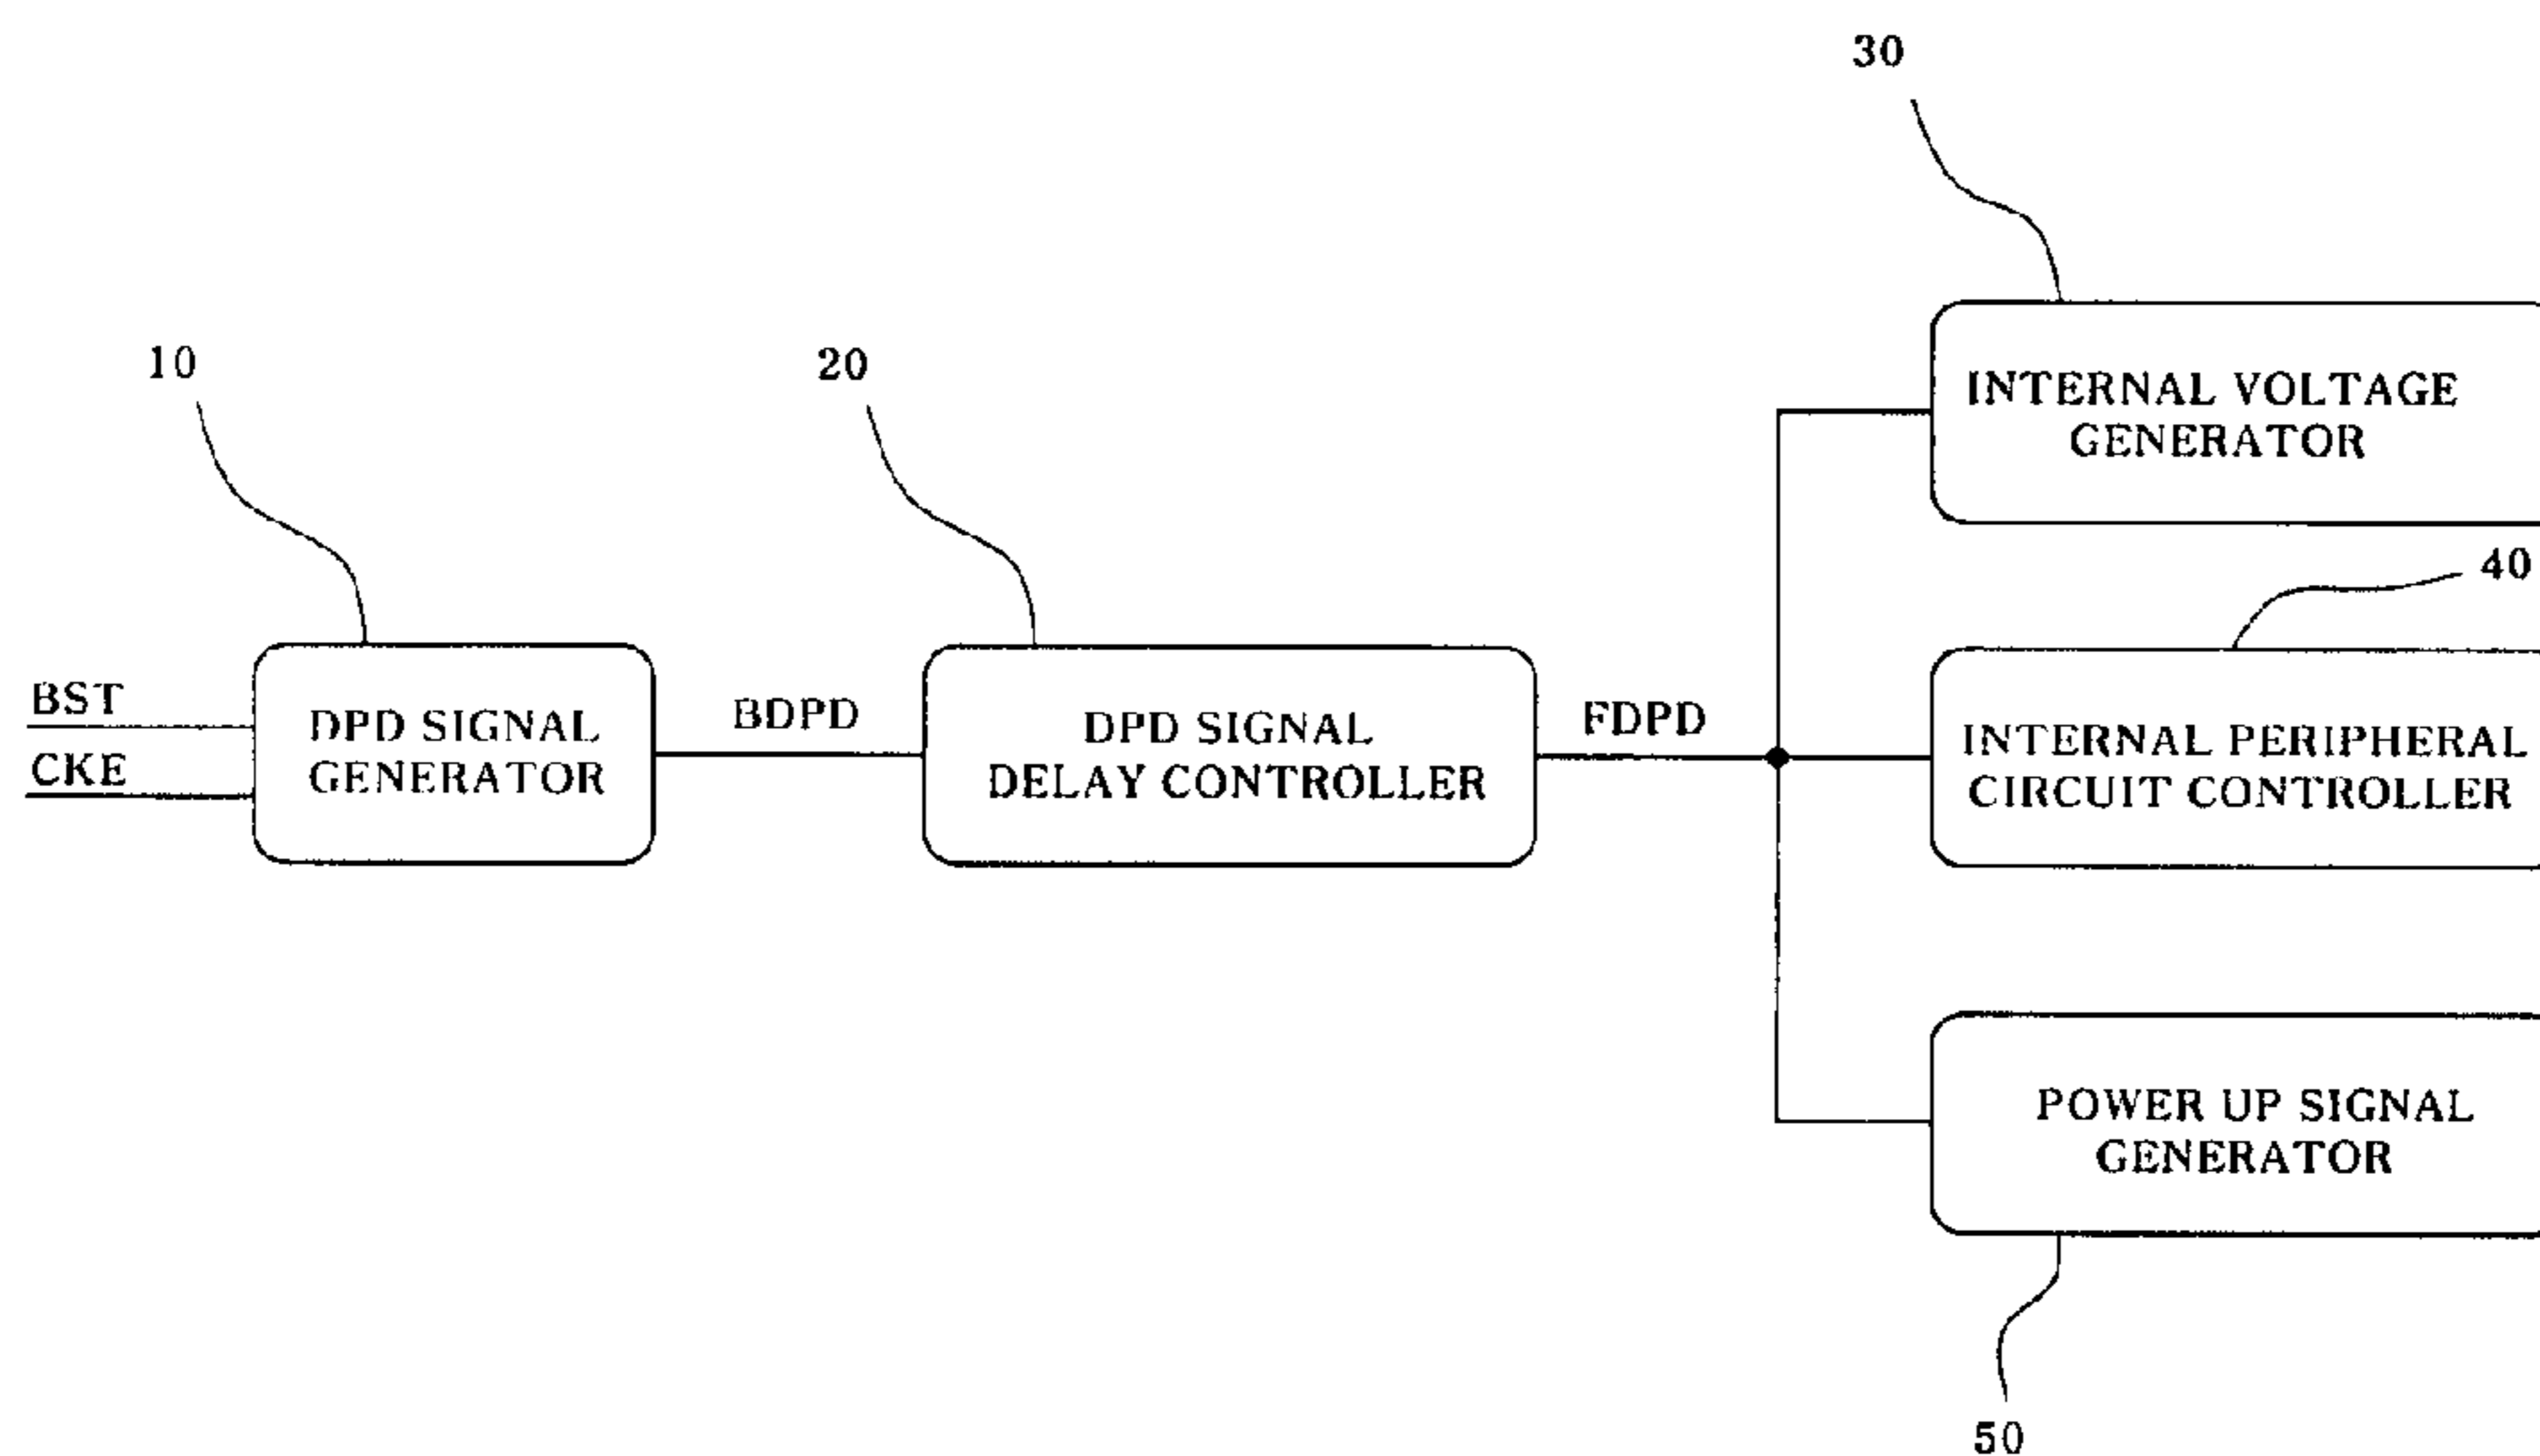 30
10
20
INTERNAL VOLTAGE
GENERATOR
40
BST
CKE
DPD SIGNAL
GENERATOR
BDPD
DPD SIGNAL
DELAY CONTROLLER
FDPD
INTERNAL PERIPHERAL
CIRCUIT CONTROLLER
POWER UP SIGNAL
GENERATOR
50